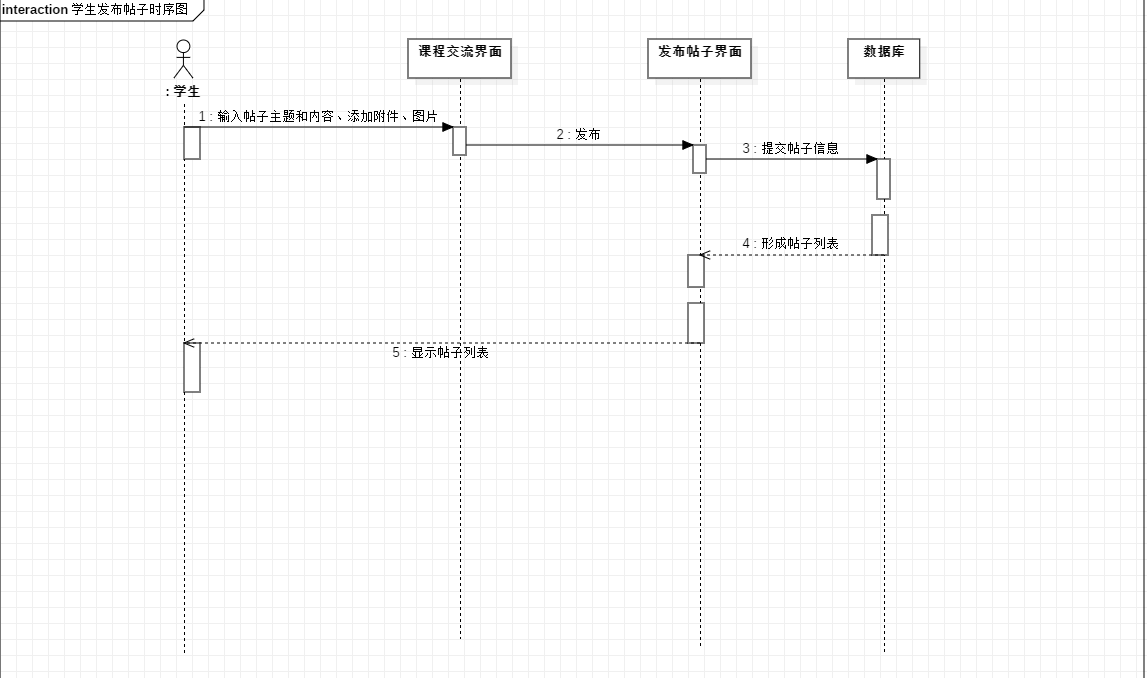 interaction 学生发布帖子时序图
课程交流界面
发布帖子界面
数据库
: 学生
1 : 输入帖子主题和内容、添加附件、图片
2 : 发布
3 : 提交帖子信息
4 : 形成帖子列表
5 : 显示帖子列表